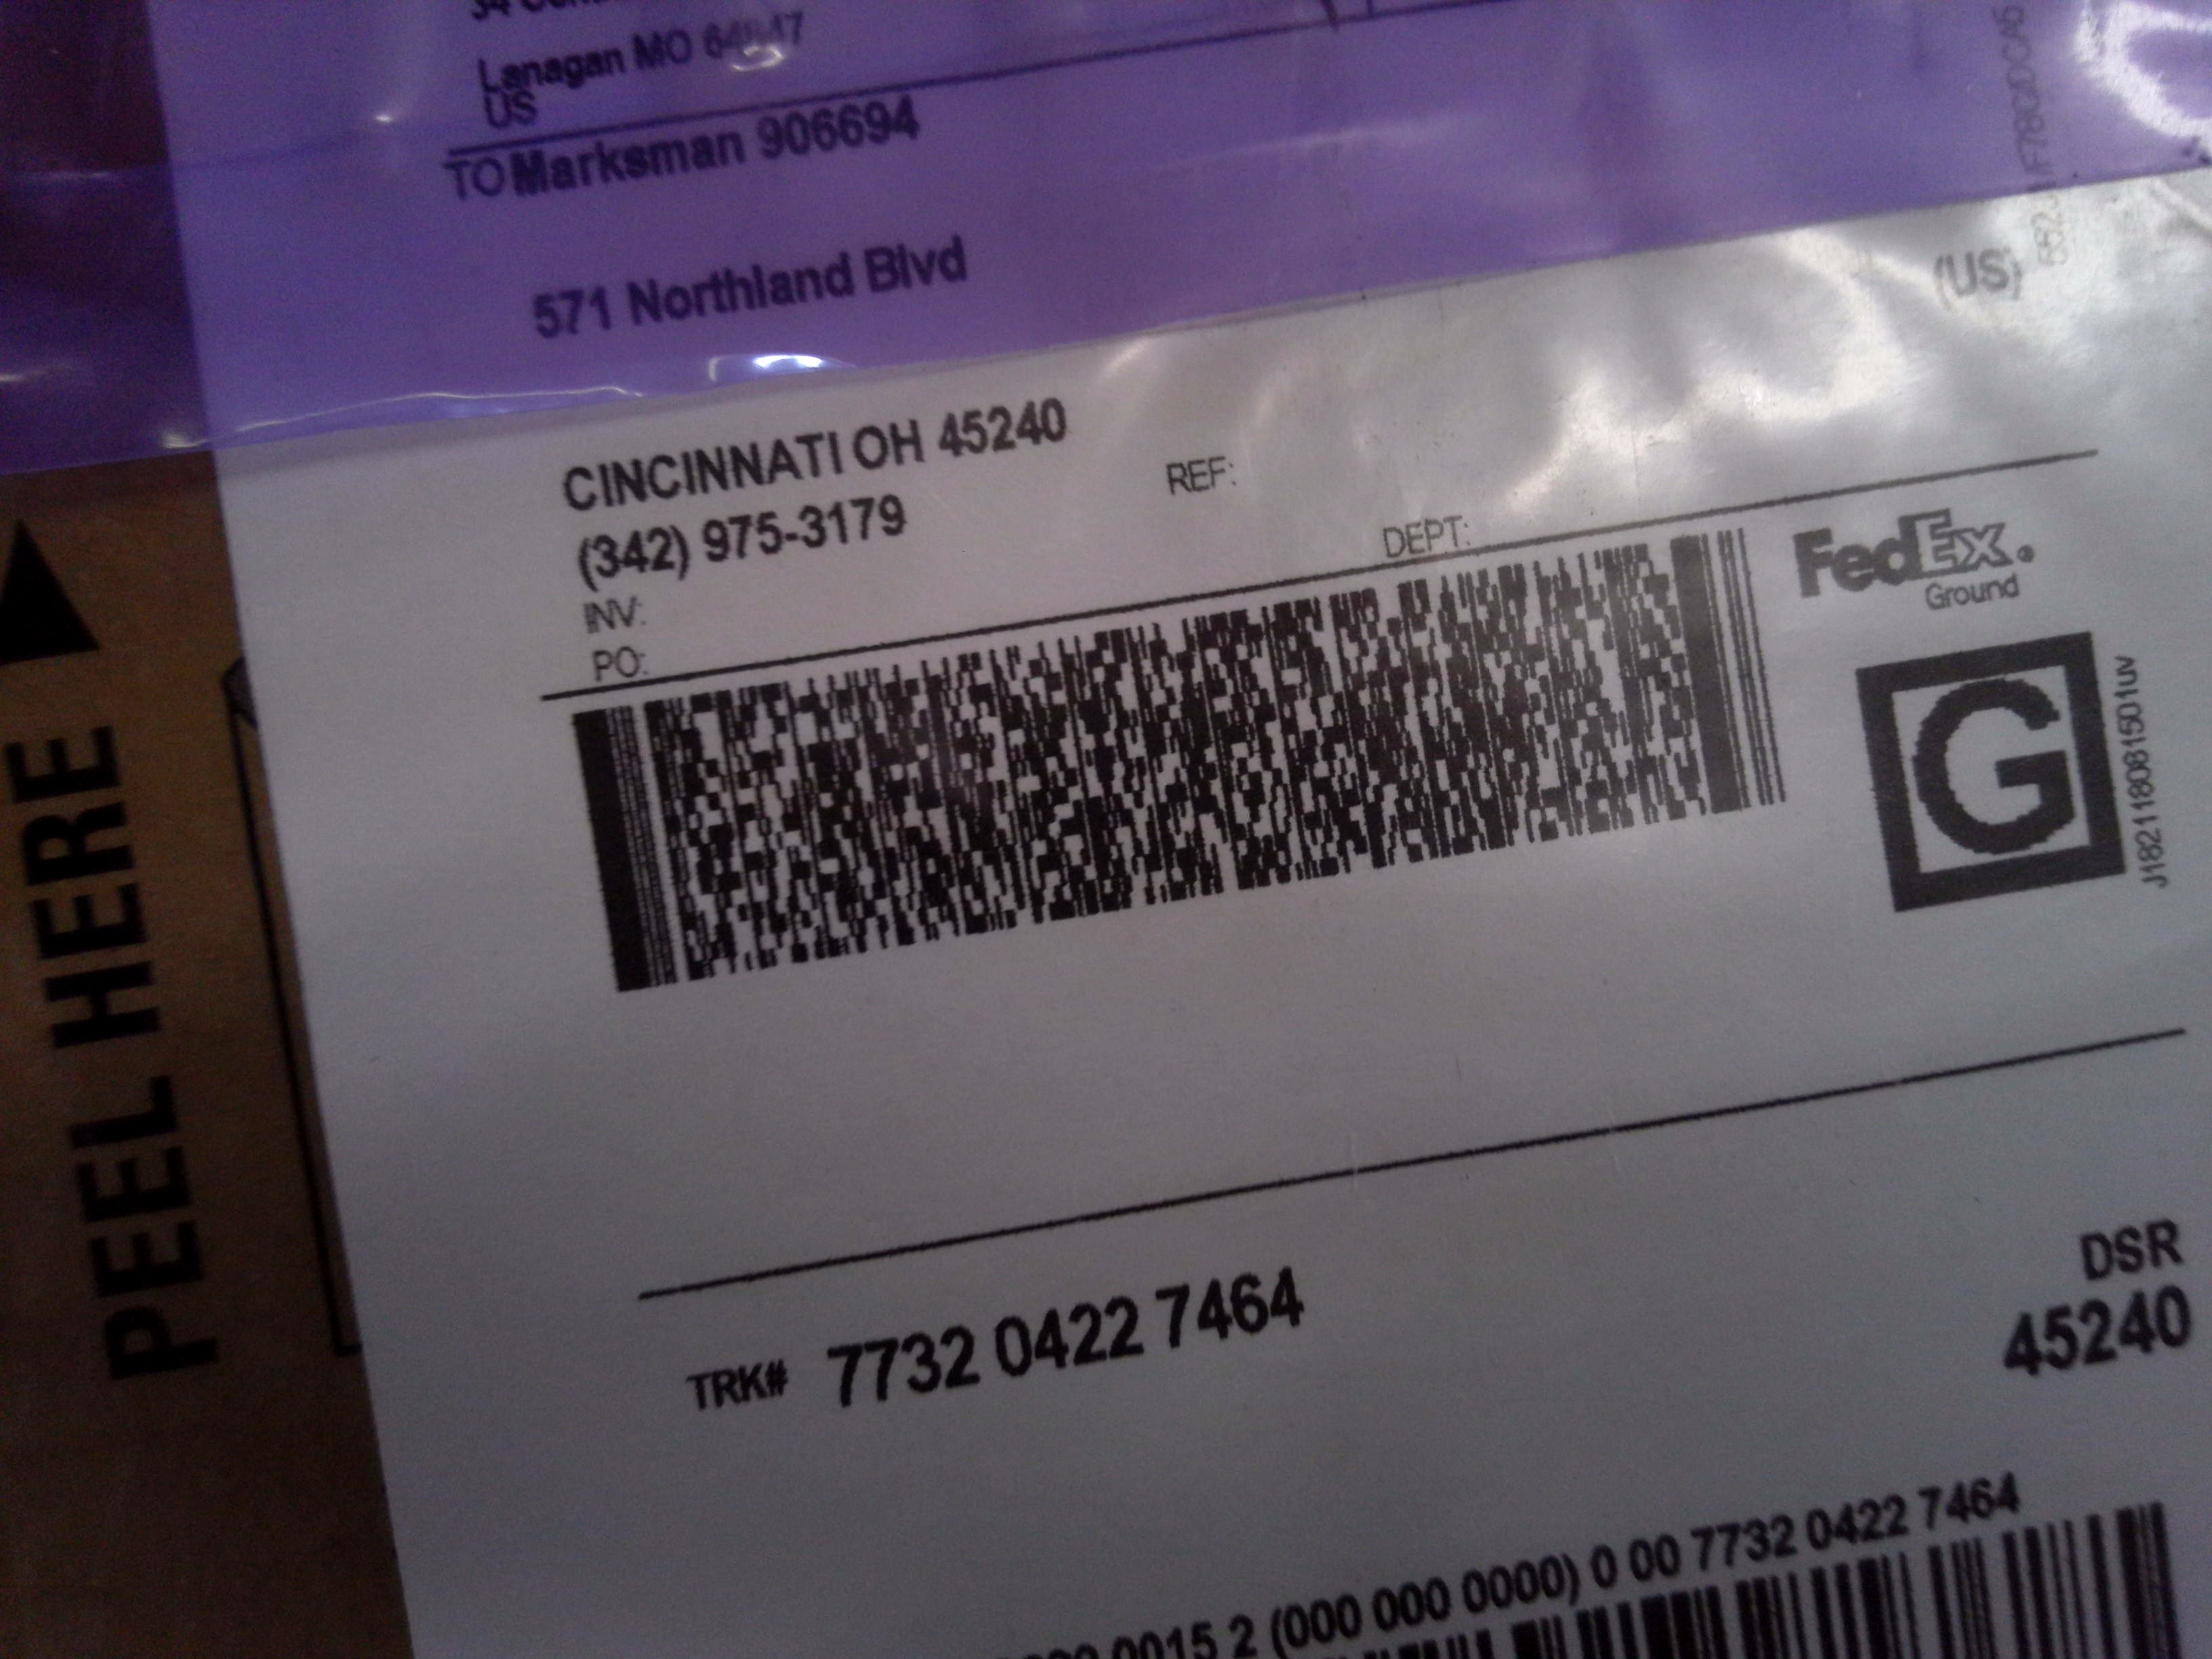 Lanagan MO
US
TO Marksman 906694
571 Northland Blvd
(US)
CINCINNATI OH 45240
(342) 975-3179
REF:
INV:
PO:
DEPT:
FedEx.
Ground
G
J182118081501uv
PEEL HERE
TRK# 7732 0422 7464
DSR
45240
0015 2 (000 000 0000) 0 00 7732 0422 7464